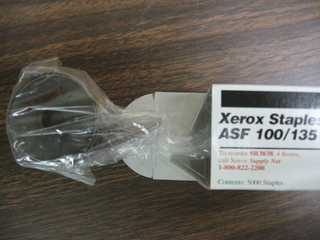 Xerox Staples
ASF 100/135
To reorder 8R3838, 4 Boxes,
call Xerox Supply Net
1-800-822-2200
Contents: 5000 Staples